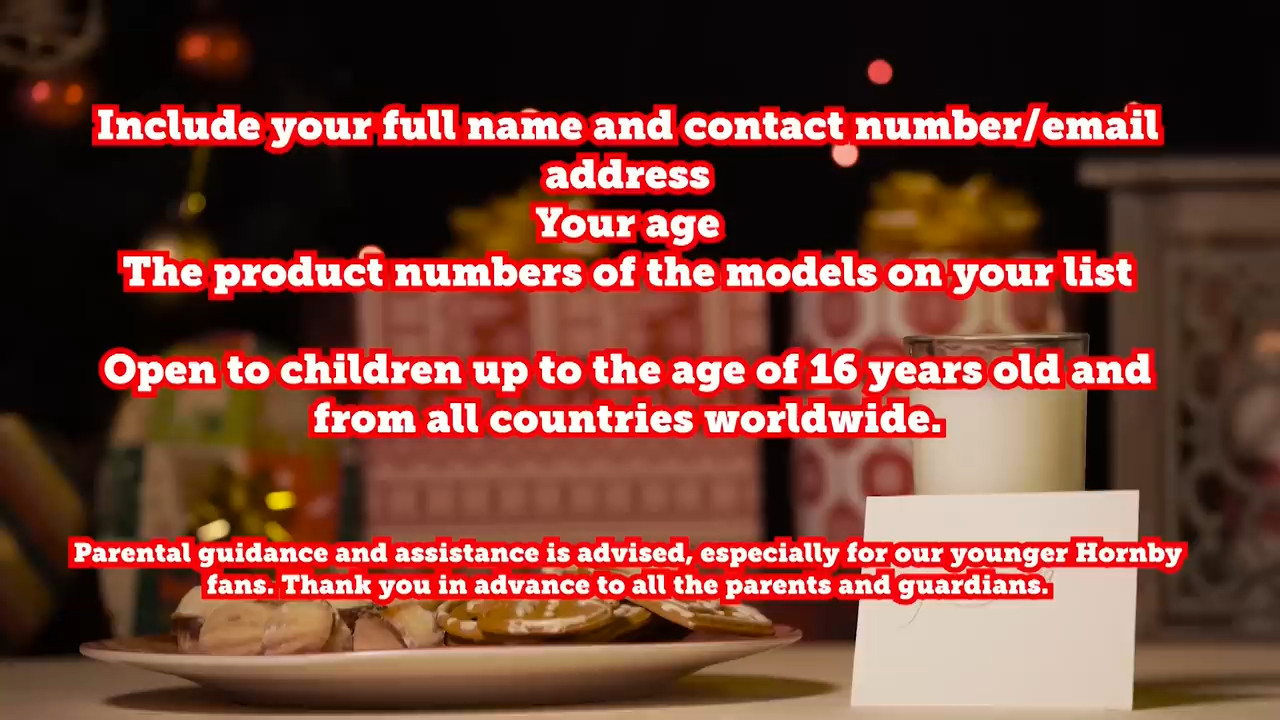 Include your full name and contact number/email
address
Your age
The product numbers of the models on your list
Open to children up to the age of 16 years old and
from all countries worldwide.
Parental guidance and assistance is advised, especially for our younger Hornby
fans. Thank you in advance to all the parents and guardians.